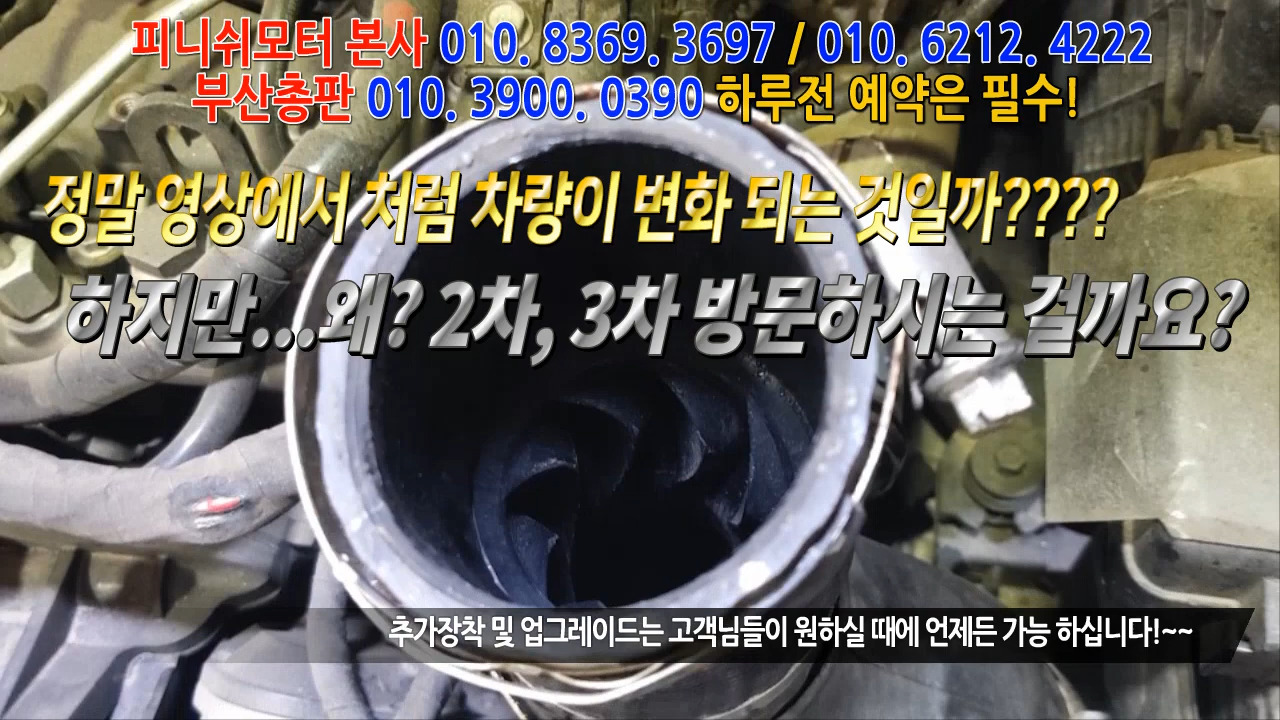 피니쉬모터 본사 010. 8369. 3697 / 010. 6212. 4222
부산총판 010. 3900. 0390 하루전 예약은 필수!
정말 영상에서 처럼 차량이 변화 되는 것일까????
하지만...왜? 2차, 3차 방문하시는 걸까요?
추가장착 및 업그레이드는 고객님들이 원하실 때에 언제든 가능 하십니다!~~